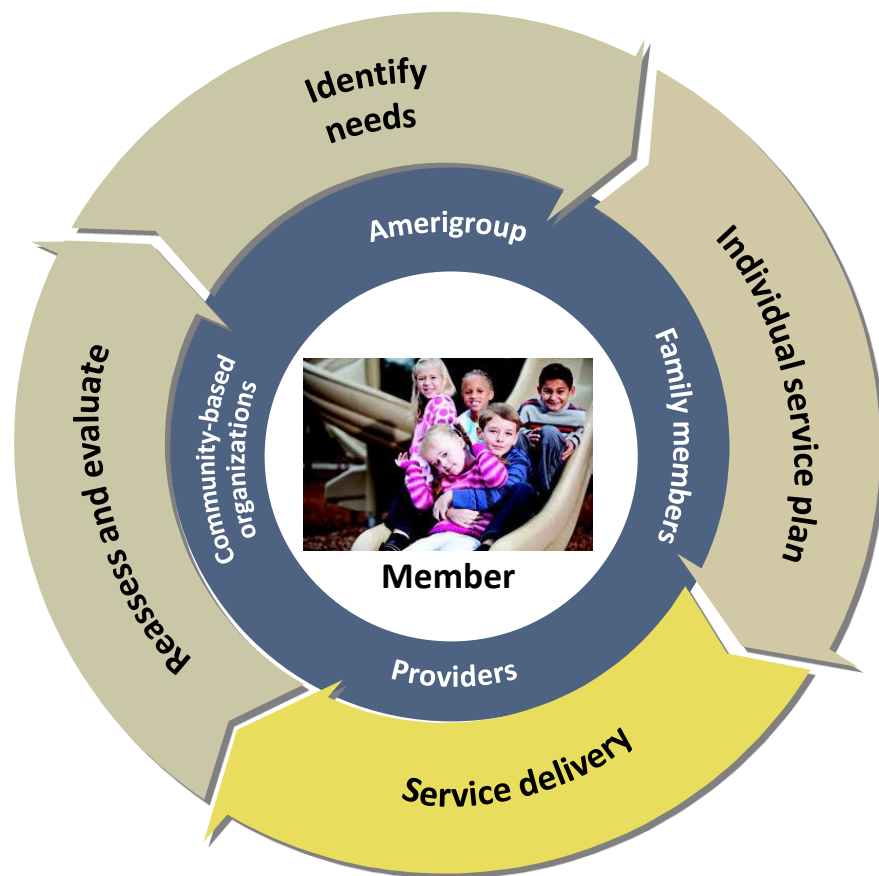 Identify
needs
Amerigroup
Individual service plan
Family members
Community-based
organizations
Reassess and evaluate
Member
Providers
Service delivery